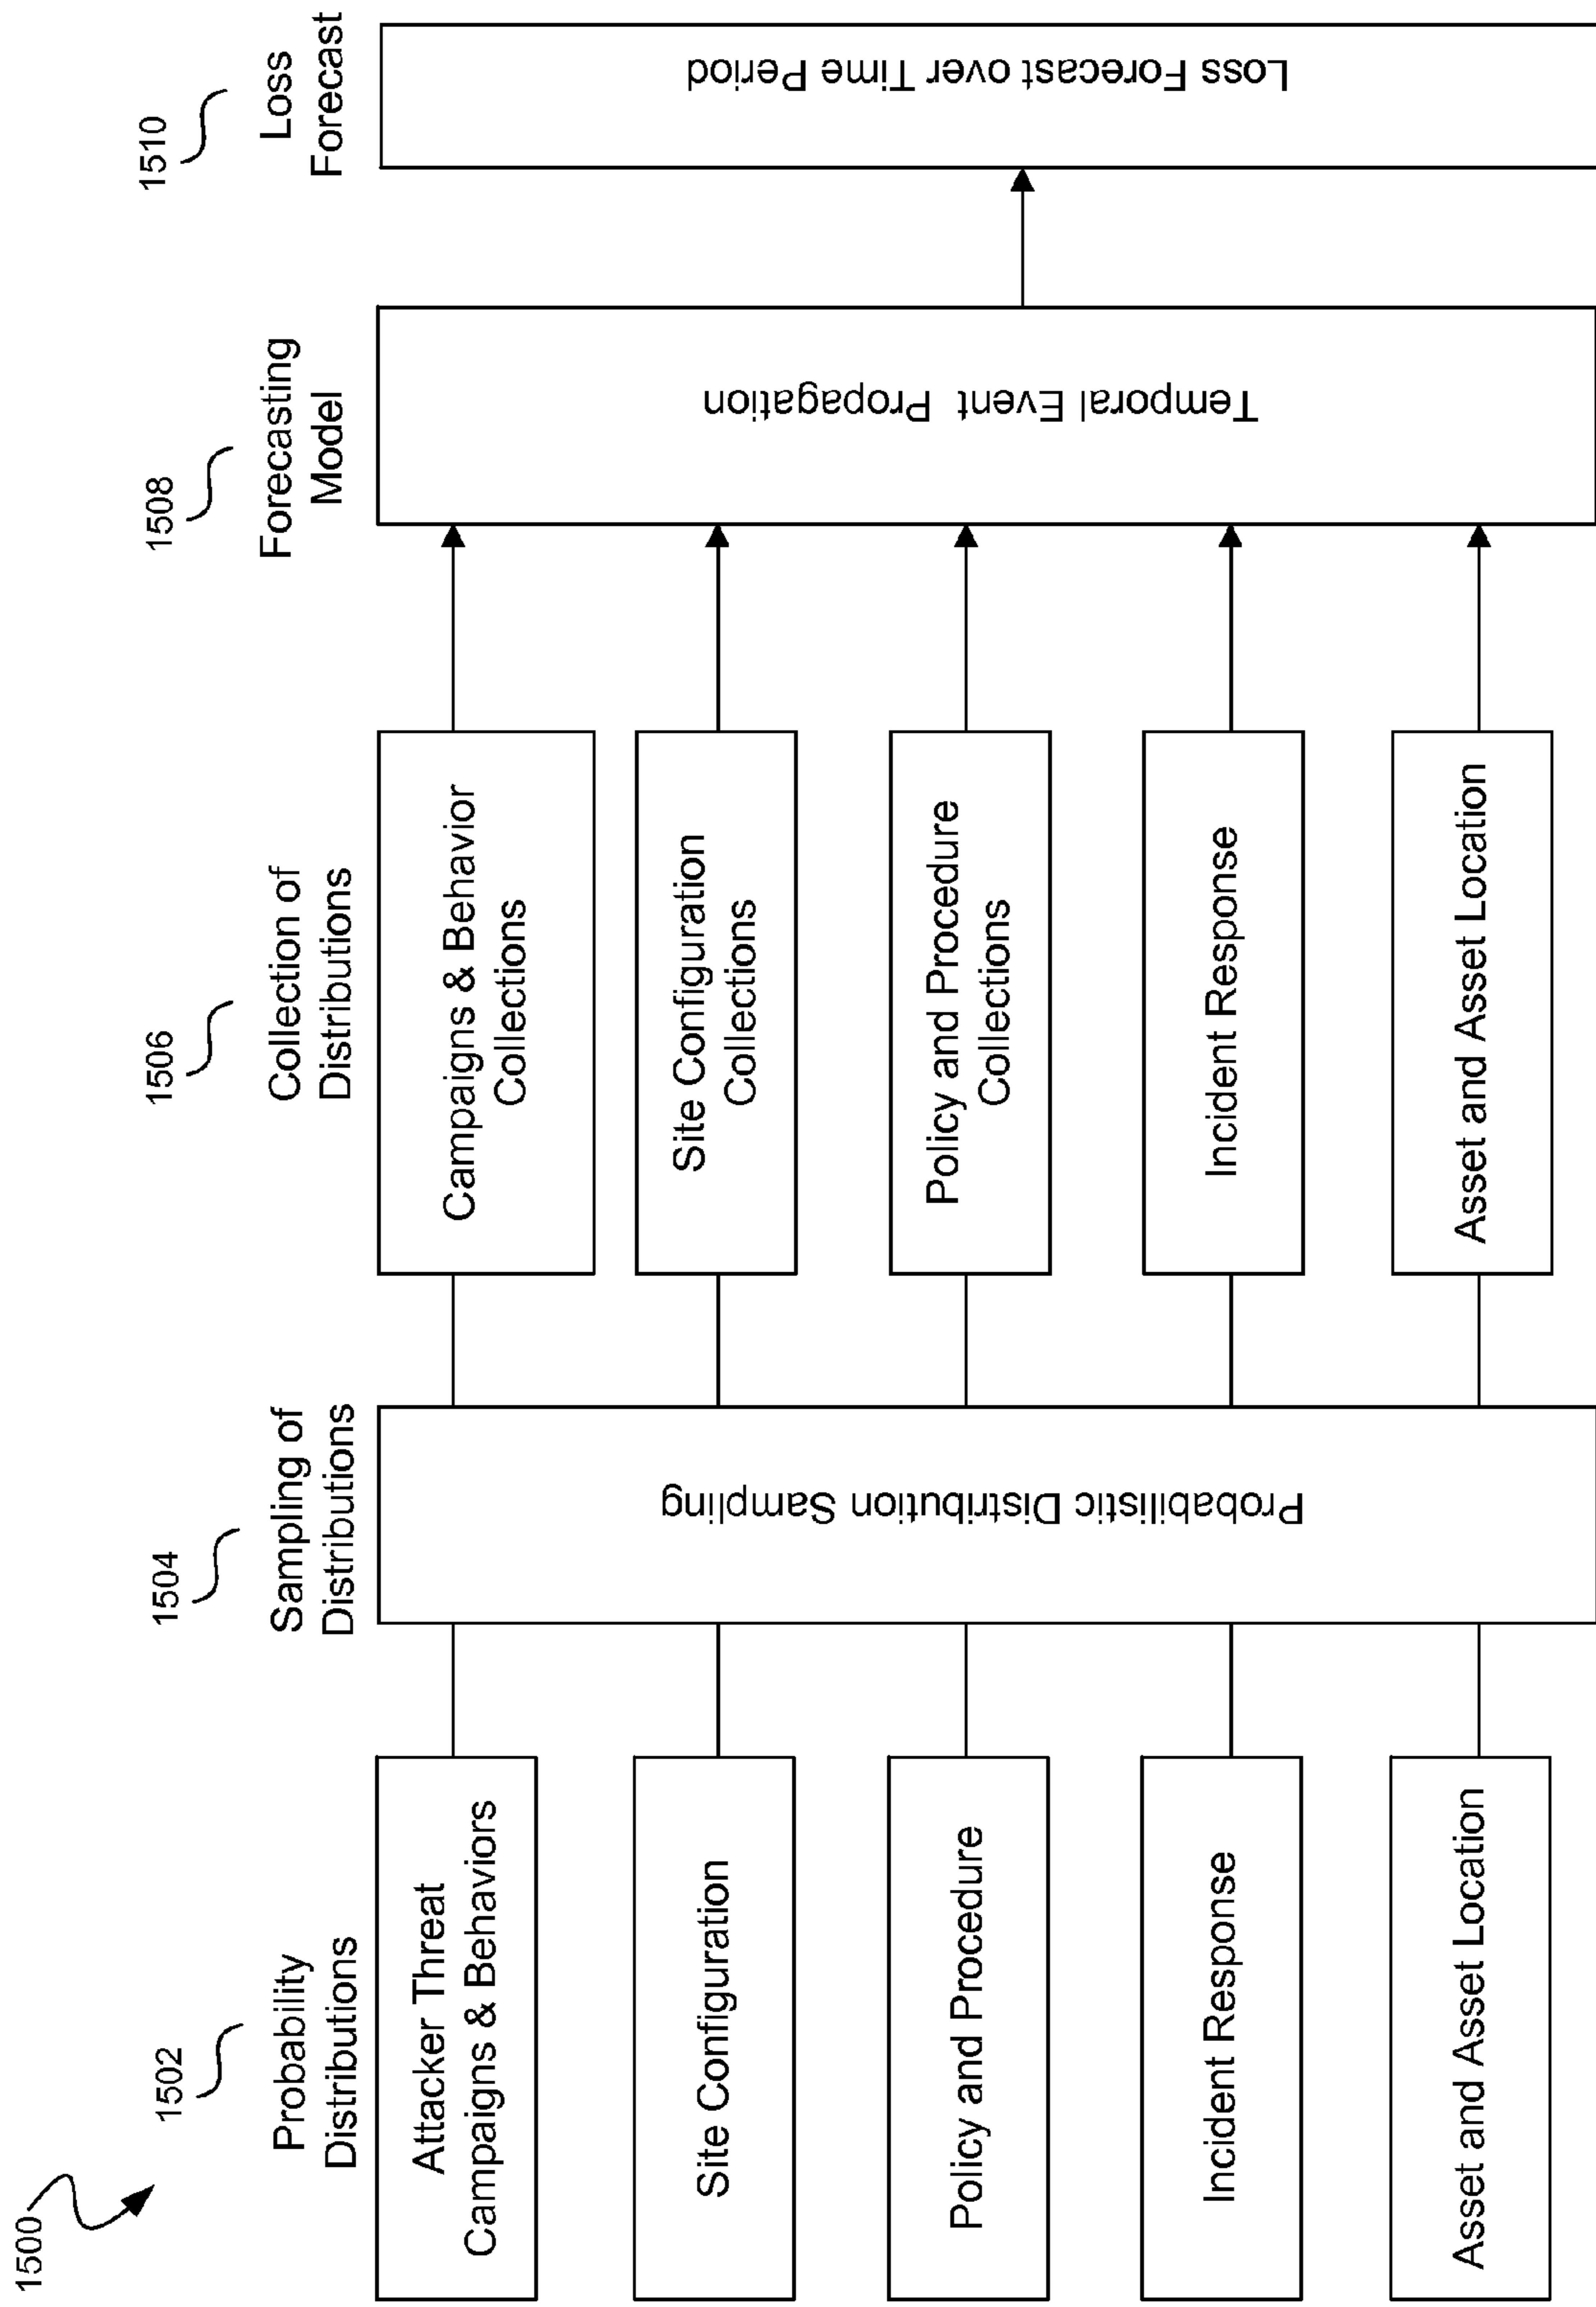 1500
1502
Probability
Distributions
Attacker Threat
Campaigns & Behaviors
Site Configuration
Policy and Procedure
Incident Response
Asset and Asset Location
1504
Sampling of
Distributions
Probabilistic Distribution Sampling
1506
Collection of
Distributions
Campaigns & Behavior
Collections
Site Configuration
Collections
Policy and Procedure
Collections
Incident Response
Asset and Asset Location
1508
Forecasting
Model
Temporal Event Propagation
1510
Loss
Forecast
Loss Forecast over Time Period